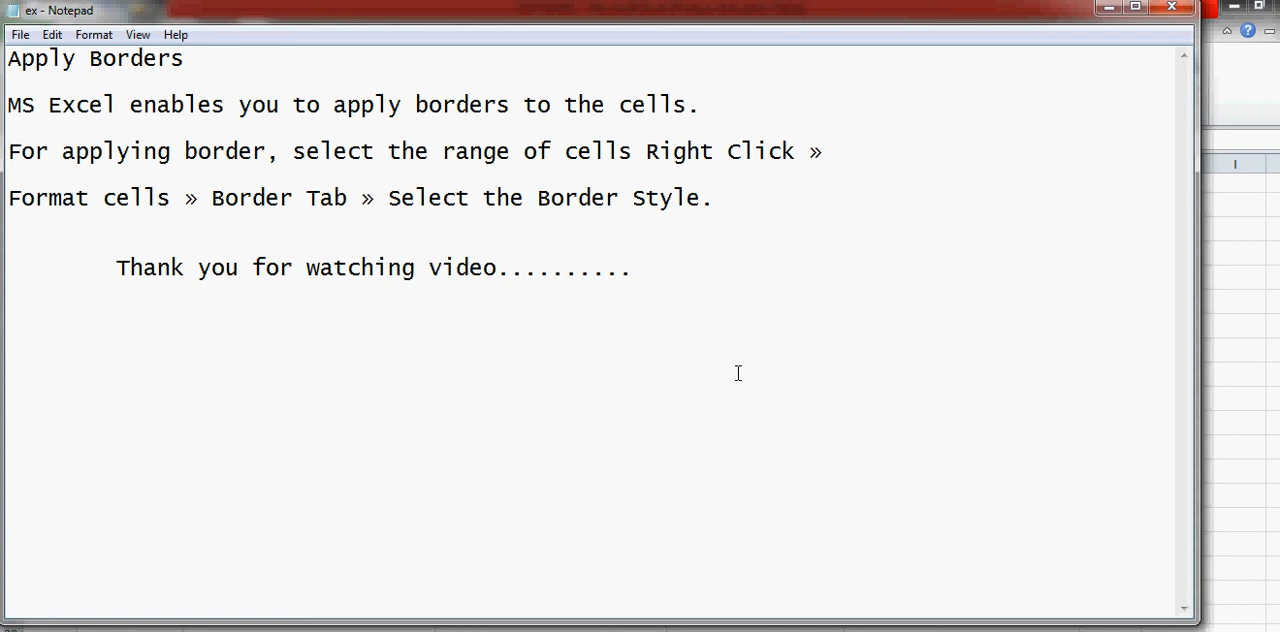 ex - Notepad
File Edit Format View Help
Apply Borders
MS Excel enables you to apply borders to the cells.
For applying border, select the range of cells Right Click »
Format cells » Border Tab » Select the Border Style.
Thank you for watching video..........
I